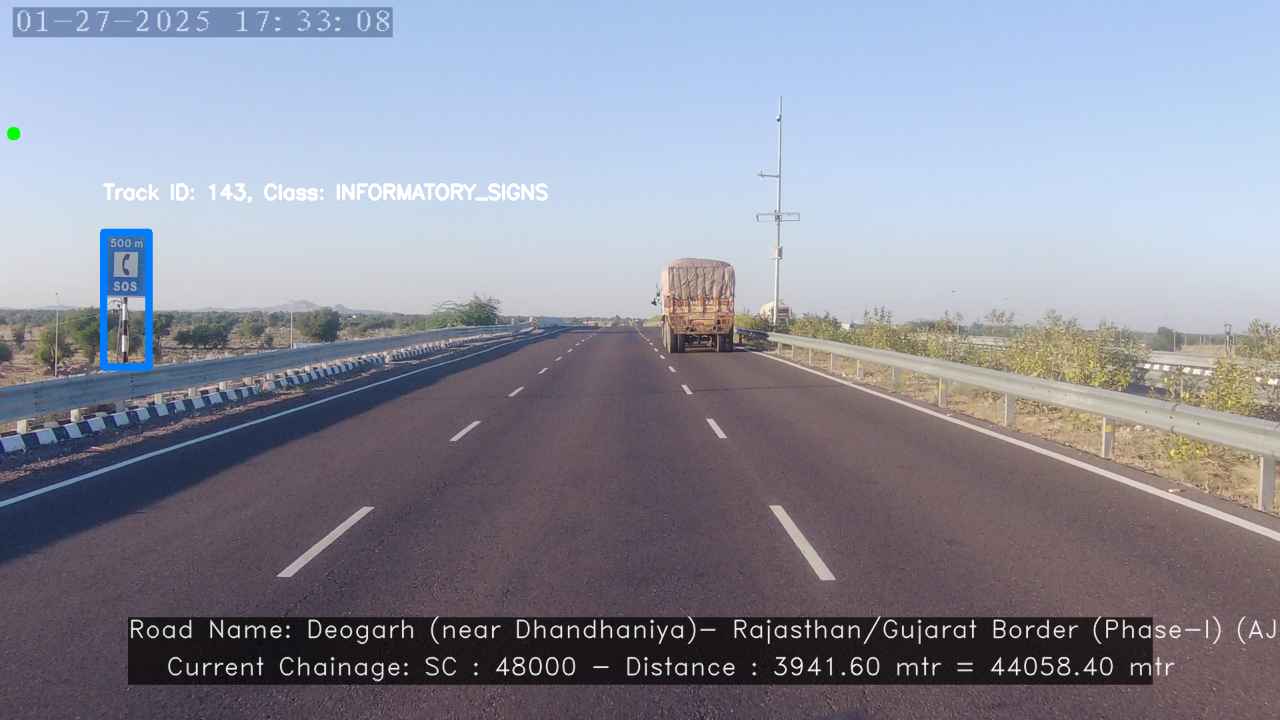 01-27-2025 17:33:08
Track ID: 143, Class: INFORMATORY_SIGNS
500 m
SOS
Road Name: Deogarh (near Dhandhaniya)- Rajasthan/Gujarat Border (Phase-I) (AJ
Current Chainage: SC : 48000 - Distance : 3941.60 mtr = 44058.40 mtr